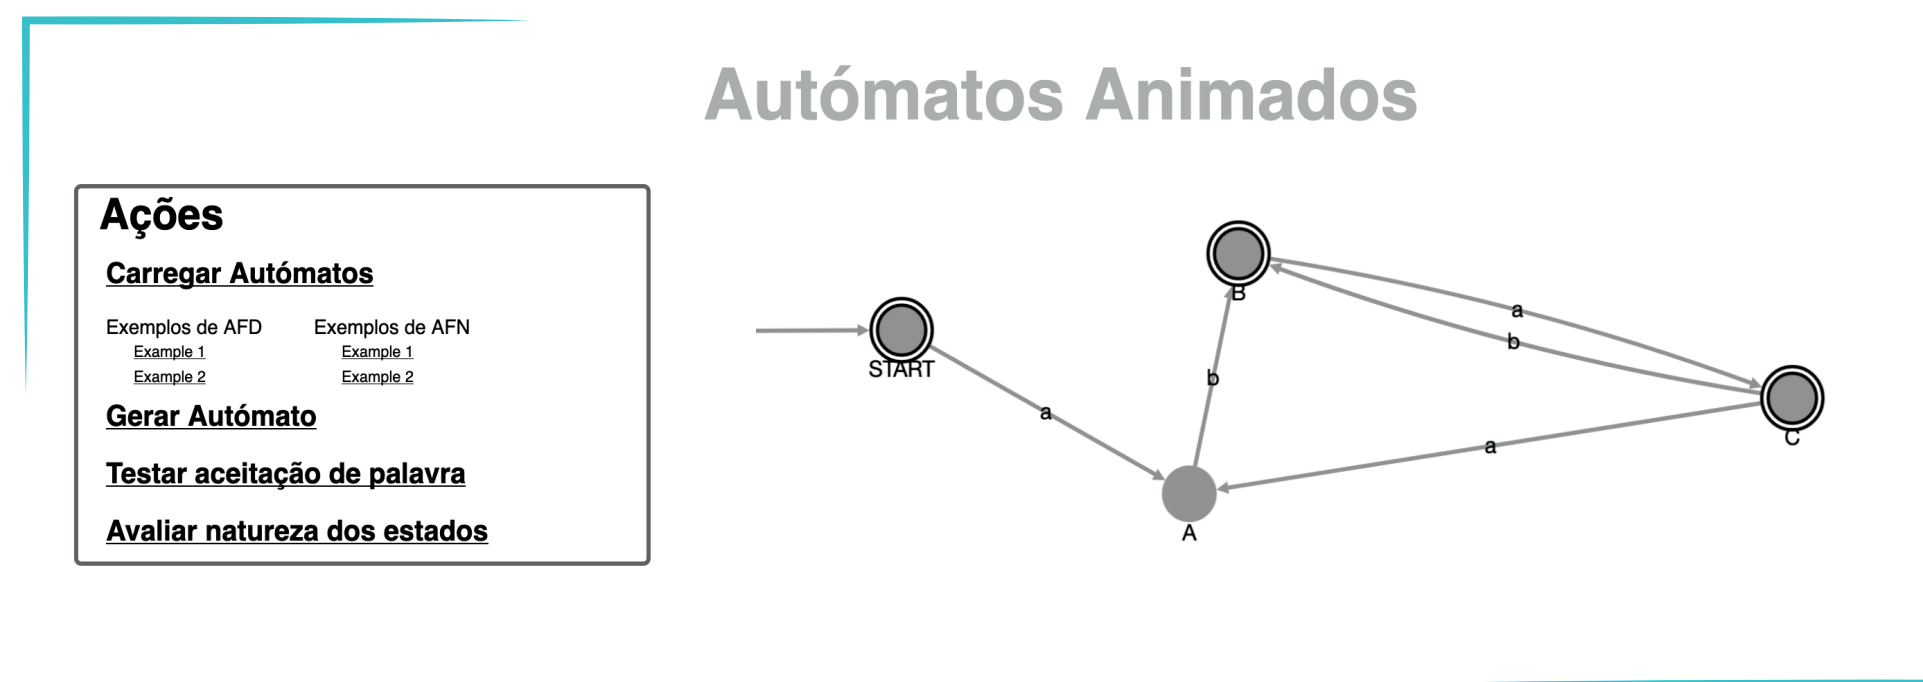 Autómatos Animados
Ações
Carregar Autómatos
Exemplos de AFD
Exemplos de AFN
Example 1
Example 1
Example 2
Example 2
Gerar Autómato
Testar aceitação de palavra
Avaliar natureza dos estados
B
a
b
START
b
a
a
C
A